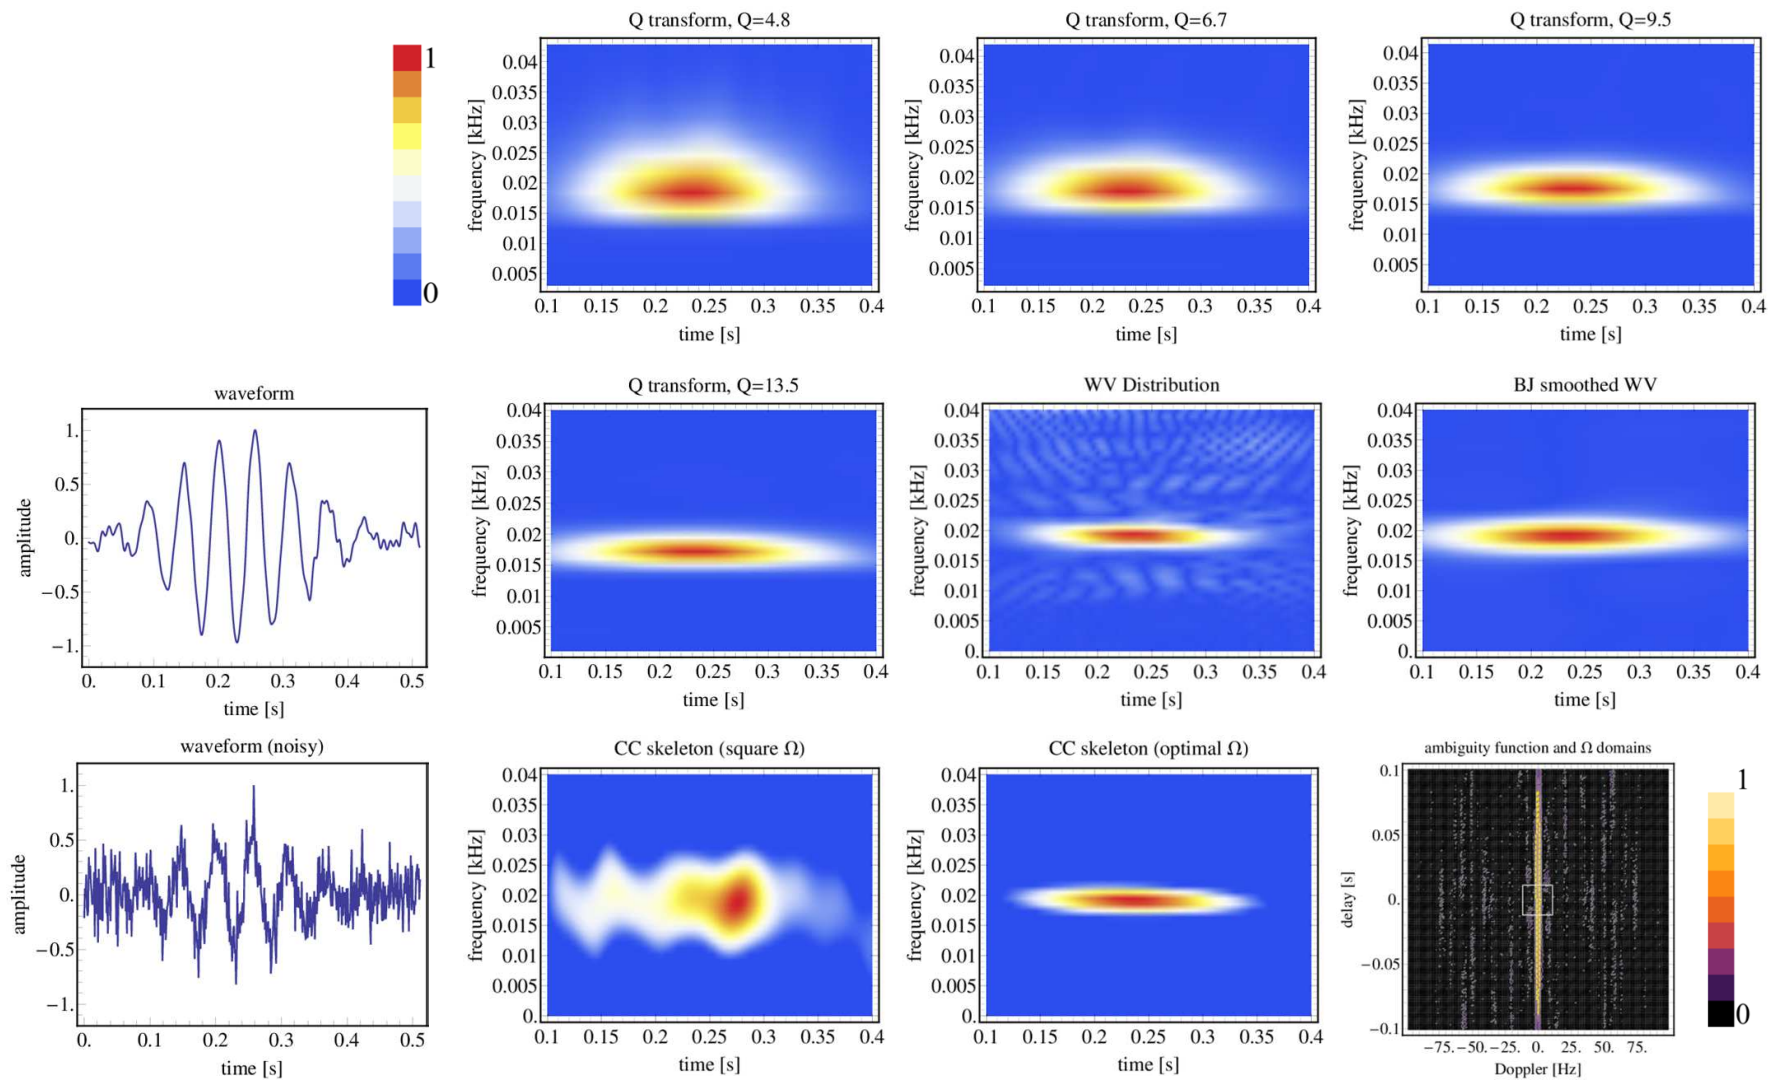 Q transform, Q=4.8
Q transform, Q=6.7
Q transform, Q=9.5
1
0
0.04
0.035
0.03
0.025
0.02
0.015
0.01
0.005
frequency [kHz]
0.1 0.15 0.2 0.25 0.3 0.35 0.4
time [s]
0.04
0.035
0.03
0.025
0.02
0.015
0.01
0.005
frequency [kHz]
0.1 0.15 0.2 0.25 0.3 0.35 0.4
time [s]
0.04
0.035
0.03
0.025
0.02
0.015
0.01
0.005
frequency [kHz]
0.1 0.15 0.2 0.25 0.3 0.35 0.4
time [s]
waveform
1.
0.5
0.
−0.5
−1.
amplitude
0. 0.1 0.2 0.3 0.4 0.5
time [s]
Q transform, Q=13.5
0.04
0.035
0.03
0.025
0.02
0.015
0.01
0.005
frequency [kHz]
0.1 0.15 0.2 0.25 0.3 0.35 0.4
time [s]
WV Distribution
0.04
0.035
0.03
0.025
0.02
0.015
0.01
0.005
0.
frequency [kHz]
0.1 0.15 0.2 0.25 0.3 0.35 0.4
time [s]
BJ smoothed WV
0.04
0.035
0.03
0.025
0.02
0.015
0.01
0.005
0.
frequency [kHz]
0.1 0.15 0.2 0.25 0.3 0.35 0.4
time [s]
waveform (noisy)
1.
0.5
0.
−0.5
−1.
amplitude
0. 0.1 0.2 0.3 0.4 0.5
time [s]
CC skeleton (square Ω)
0.04
0.035
0.03
0.025
0.02
0.015
0.01
0.005
0.
frequency [kHz]
0.1 0.15 0.2 0.25 0.3 0.35 0.4
time [s]
CC skeleton (optimal Ω)
0.04
0.035
0.03
0.025
0.02
0.015
0.01
0.005
0.
frequency [kHz]
0.1 0.15 0.2 0.25 0.3 0.35 0.4
time [s]
ambiguity function and Ω domains
0.1
0.05
0.
−0.05
−0.1
delay [s]
−75. −50. −25. 0. 25. 50. 75.
Doppler [Hz]
1
0